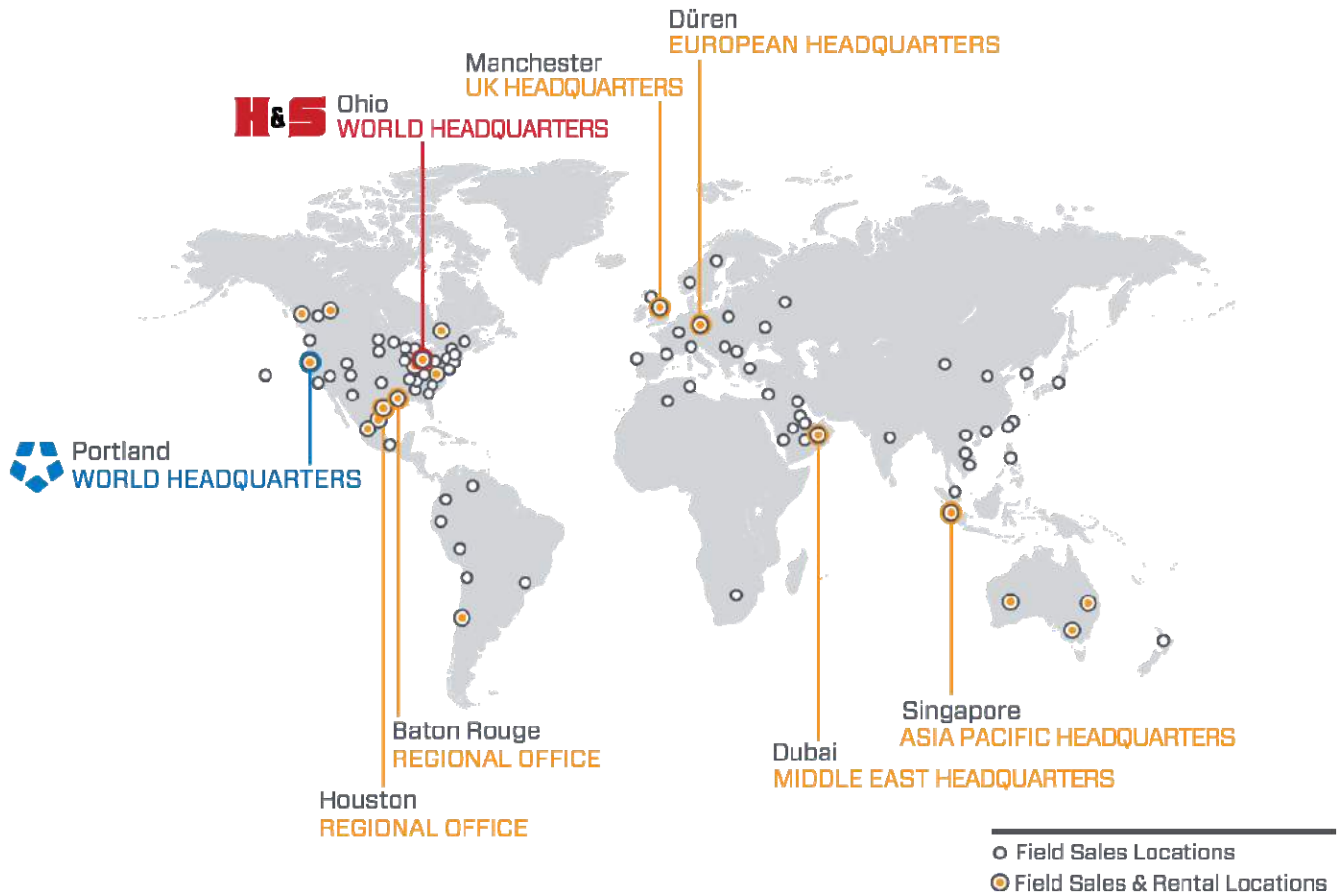 Düren
EUROPEAN HEADQUARTERS
Manchester
UK HEADQUARTERS
H&S
Ohio
WORLD HEADQUARTERS
Portland
WORLD HEADQUARTERS
Baton Rouge
REGIONAL OFFICE
Houston
REGIONAL OFFICE
Singapore
ASIA PACIFIC HEADQUARTERS
Dubai
MIDDLE EAST HEADQUARTERS
Field Sales Locations
Field Sales & Rental Locations